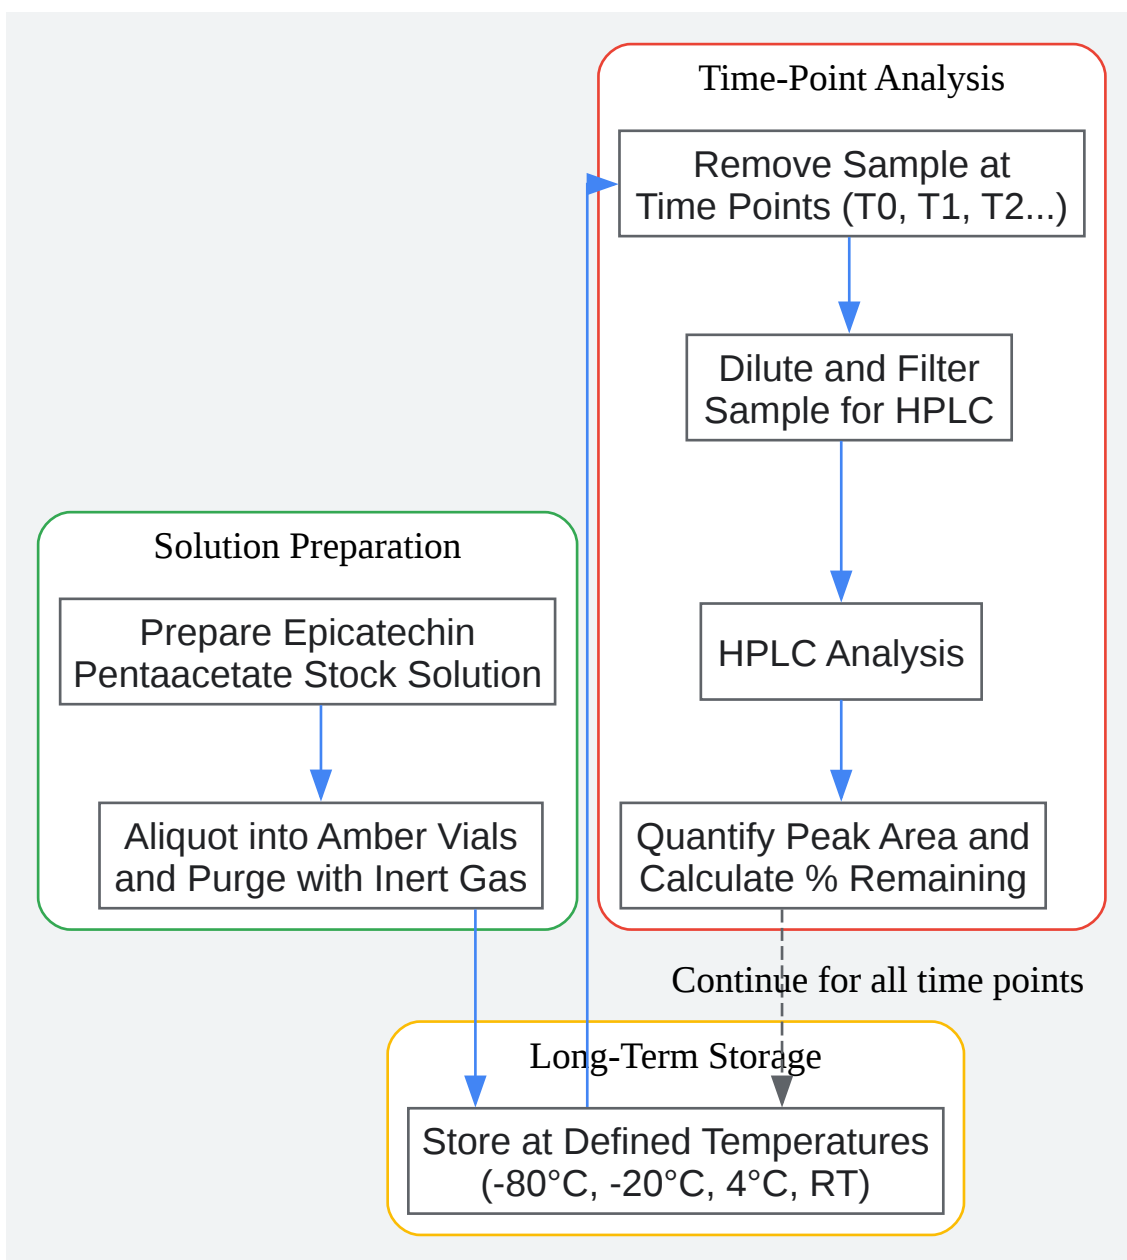 Time-Point Analysis
Remove Sample at
Time Points (T0, T1, T2...)
Dilute and Filter
Sample for HPLC
Solution Preparation
Prepare Epicatechin
Pentaacetate Stock Solution
HPLC Analysis
Aliquot into Amber Vials
and Purge with Inert Gas
Quantify Peak Area and
Calculate % Remaining
Continue for all time points
Long-Term Storage
Store at Defined Temperatures
(-80°C, -20°C, 4°C, RT)